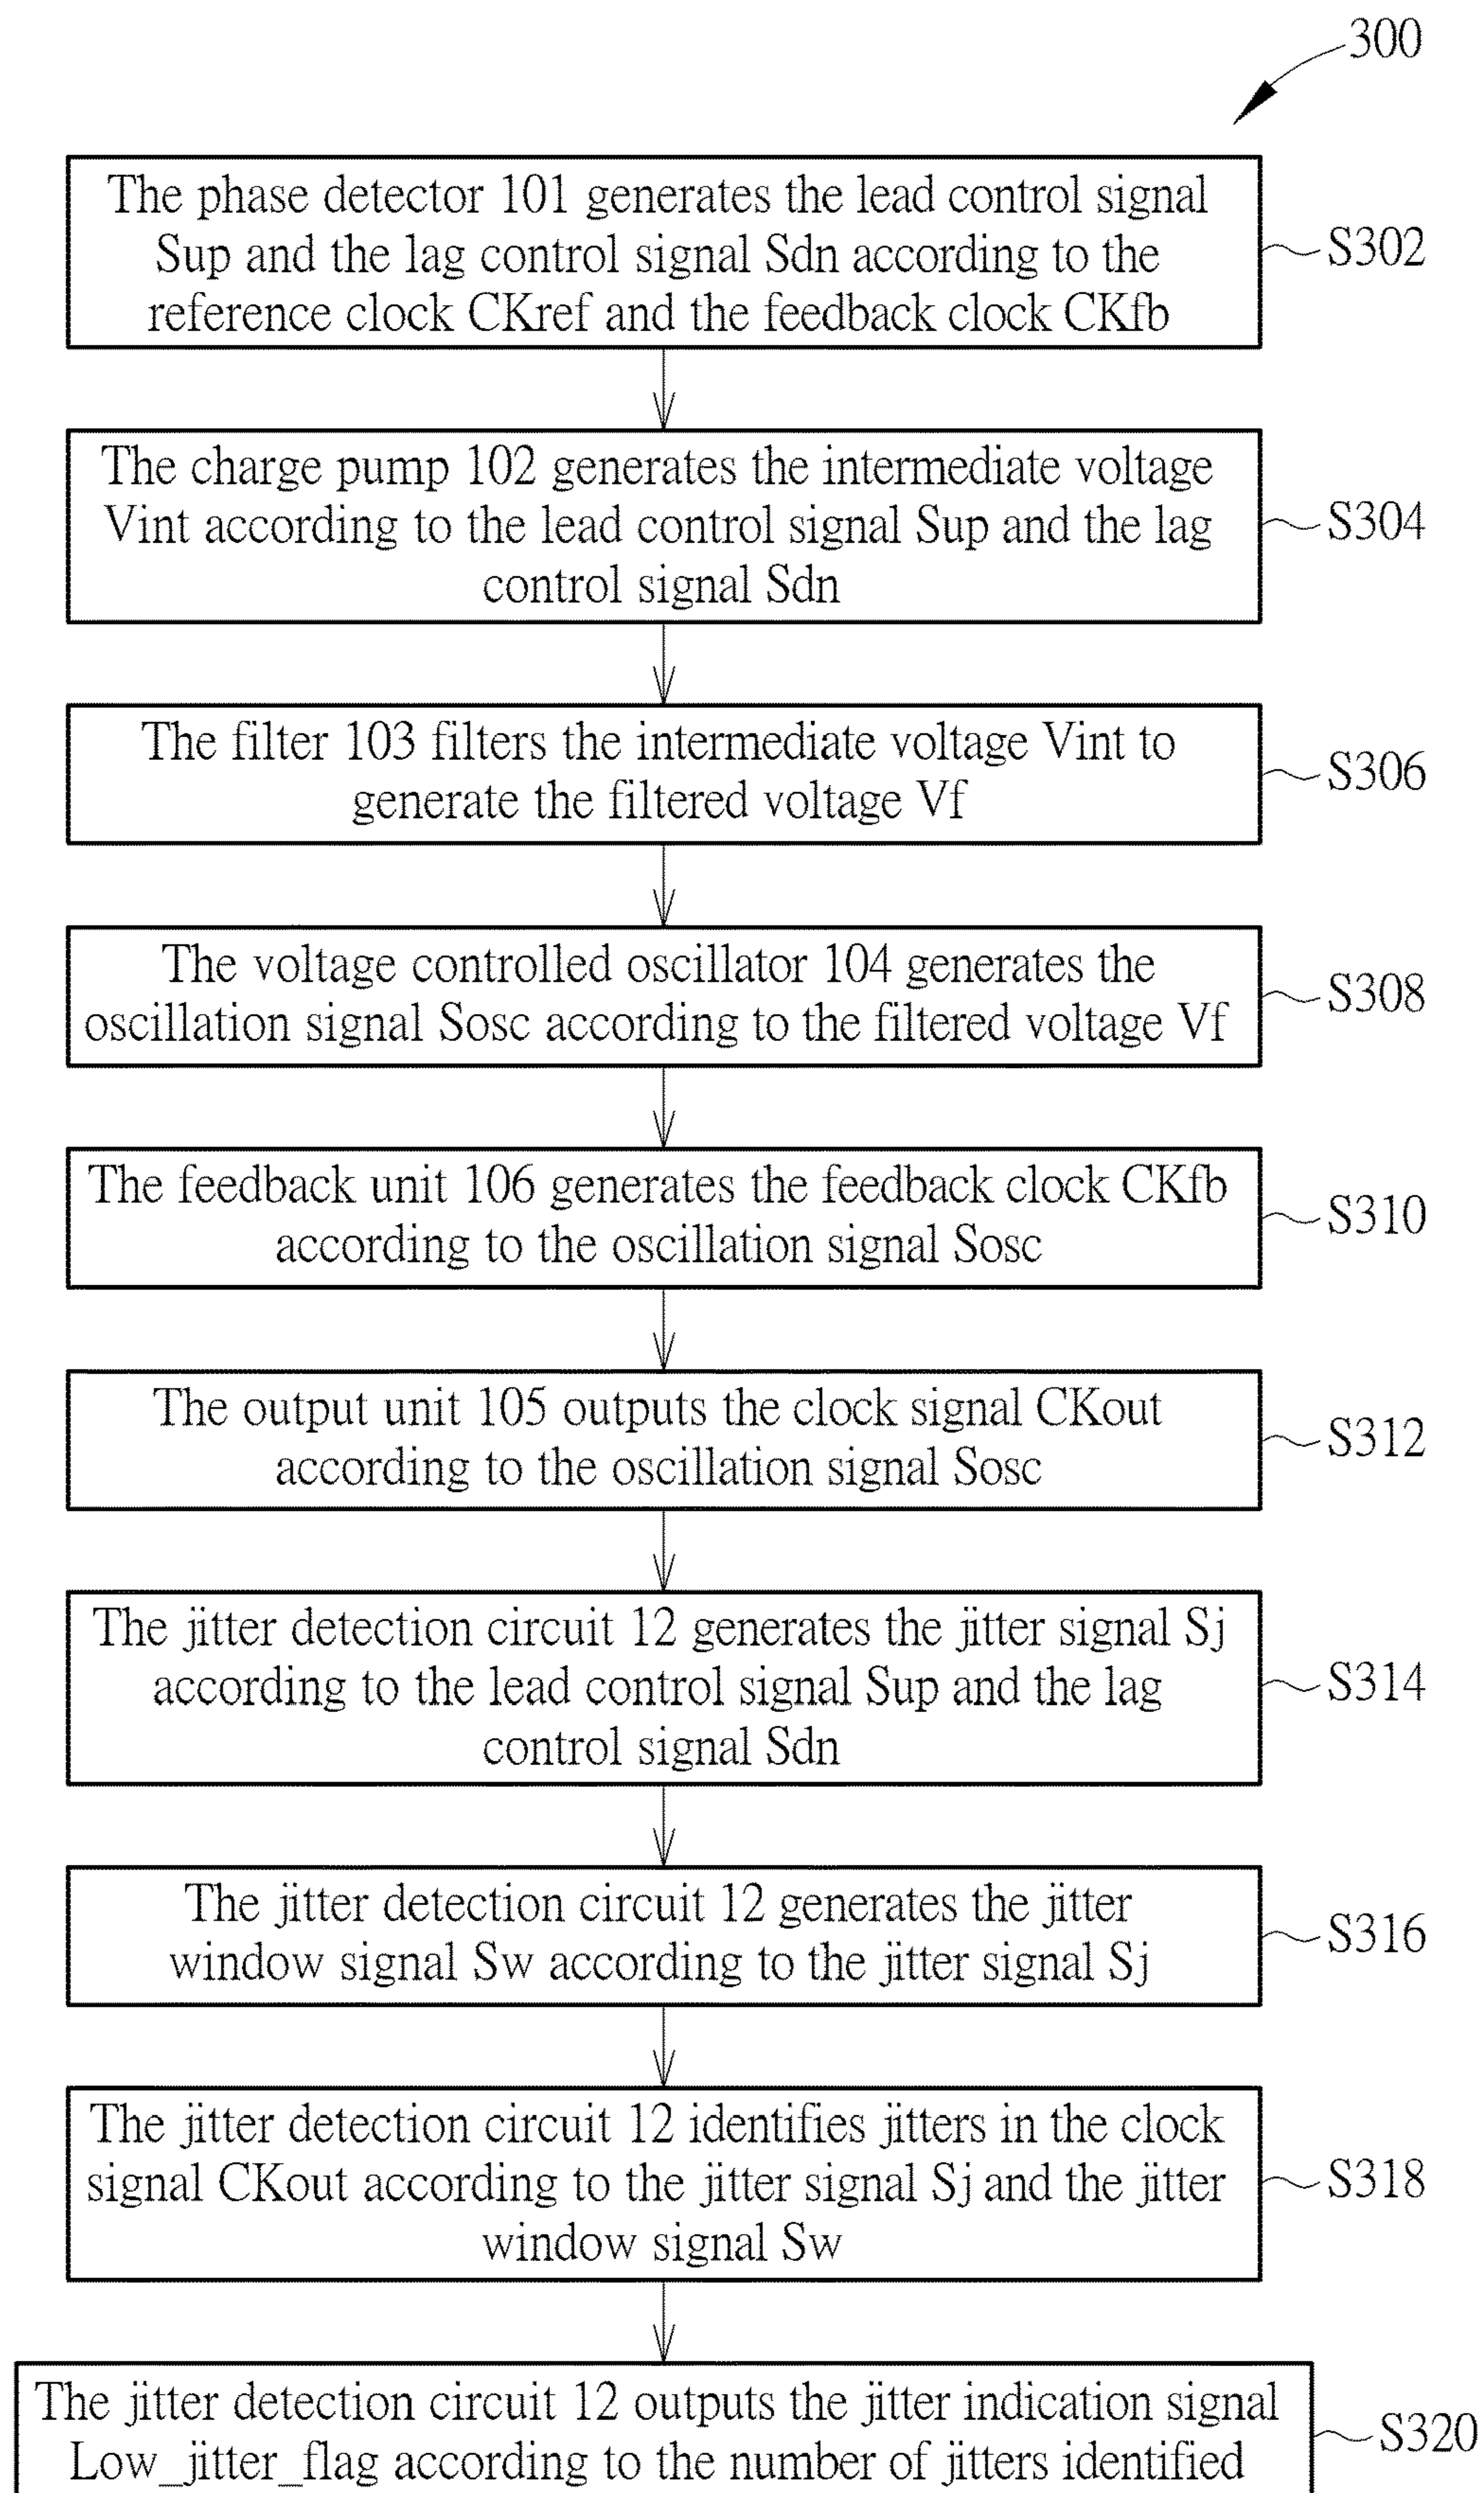 300
The phase detector 101 generates the lead control signal
Sup and the lag control signal Sdn according to the
reference clock CKref and the feedback clock CKfb
S302
The charge pump 102 generates the intermediate voltage
Vint according to the lead control signal Sup and the lag
control signal Sdn
S304
The filter 103 filters the intermediate voltage Vint to
generate the filtered voltage Vf
S306
The voltage controlled oscillator 104 generates the
oscillation signal Sosc according to the filtered voltage Vf
S308
The feedback unit 106 generates the feedback clock CKfb
according to the oscillation signal Sosc
S310
The output unit 105 outputs the clock signal CKout
according to the oscillation signal Sosc
S312
The jitter detection circuit 12 generates the jitter signal Sj
according to the lead control signal Sup and the lag
control signal Sdn
S314
The jitter detection circuit 12 generates the jitter
window signal Sw according to the jitter signal Sj
S316
The jitter detection circuit 12 identifies jitters in the clock
signal CKout according to the jitter signal Sj and the jitter
window signal Sw
S318
The jitter detection circuit 12 outputs the jitter indication signal
Low_jitter_flag according to the number of jitters identified
S320